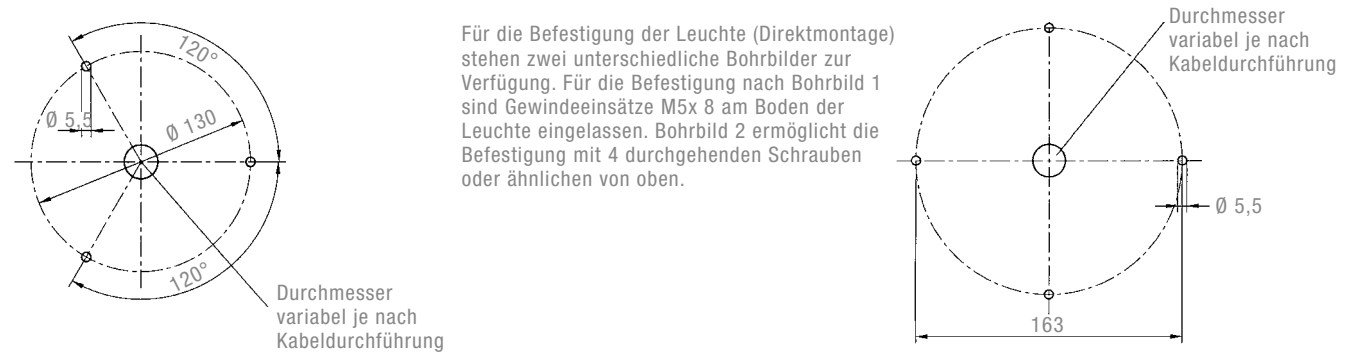 120°
Ø 5,5
Ø 130
120°
Durchmesser
variabel je nach
Kabeldurchführung
Für die Befestigung der Leuchte (Direktmontage)
stehen zwei unterschiedliche Bohrbilder zur
Verfügung. Für die Befestigung nach Bohrbild 1
sind Gewindeeinsätze M5x 8 am Boden der
Leuchte eingelassen. Bohrbild 2 ermöglicht die
Befestigung mit 4 durchgehenden Schrauben
oder ähnlichen von oben.
Durchmesser
variabel je nach
Kabeldurchführung
Ø 5,5
163